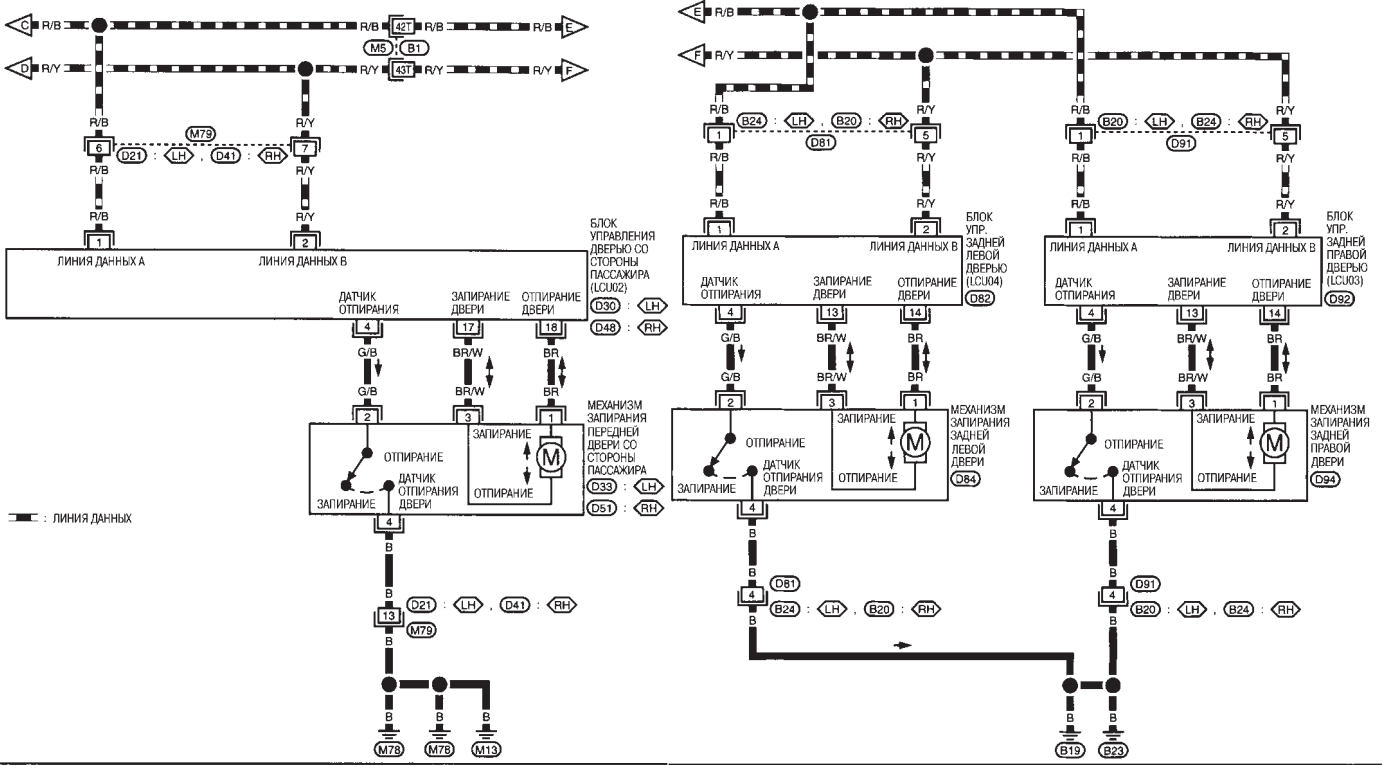 C R/B R/B 42T R/B R/B E
M5 B1
D R/Y R/Y 43T R/Y R/Y F
R/B R/Y
M79
6 7
D21 : LH , D41 : RH
R/B R/Y
R/B R/Y
1 2
ЛИНИЯ ДАННЫХ А ЛИНИЯ ДАННЫХ В
БЛОК
УПРАВЛЕНИЯ
ДВЕРЬЮ СО
СТОРОНЫ
ПАССАЖИРА
(LCU02)
D30 : LH
D48 : RH
ДАТЧИК
ОТПИРАНИЯ
ЗАПИРАНИЕ
ДВЕРИ
ОТПИРАНИЕ
ДВЕРИ
4 17 18
G/B BR/W BR
G/B BR/W BR
2 3 1
МЕХАНИЗМ
ЗАПИРАНИЯ
ПЕРЕДНЕЙ
ДВЕРИ СО
СТОРОНЫ
ПАССАЖИРА
D33 : LH
D51 : RH
ЗАПИРАНИЕ
M
ОТПИРАНИЕ
ОТПИРАНИЕ
ДАТЧИК
ОТПИРАНИЯ
ДВЕРИ
ЗАПИРАНИЕ
4
: ЛИНИЯ ДАННЫХ
B
B
D21 : LH , D41 : RH
13
M79
B
B B B
M78 M78 M13
E R/B R/B
F R/Y R/Y
R/B R/Y
B24 : LH , B20 : RH
1 5
D81
R/B R/Y
R/B R/Y
1 2
ЛИНИЯ ДАННЫХ А ЛИНИЯ ДАННЫХ В
БЛОК
УПР.
ЗАДНЕЙ
ЛЕВОЙ
ДВЕРЬЮ
(LCU04)
D82
ДАТЧИК
ОТПИРАНИЯ
ЗАПИРАНИЕ
ДВЕРИ
ОТПИРАНИЕ
ДВЕРИ
4 13 14
G/B BR/W BR
G/B BR/W BR
2 3 1
МЕХАНИЗМ
ЗАПИРАНИЯ
ЗАДНЕЙ
ЛЕВОЙ
ДВЕРИ
D84
ЗАПИРАНИЕ
M
ОТПИРАНИЕ
ОТПИРАНИЕ
ДАТЧИК
ОТПИРАНИЯ
ДВЕРИ
ЗАПИРАНИЕ
4
B
B
D81
4
B24 : LH , B20 : RH
B
R/B R/Y
B20 : LH , B24 : RH
1 5
D91
R/B R/Y
R/B R/Y
1 2
ЛИНИЯ ДАННЫХ А ЛИНИЯ ДАННЫХ В
БЛОК
УПР.
ЗАДНЕЙ
ПРАВОЙ
ДВЕРЬЮ
(LCU03)
D92
ДАТЧИК
ОТПИРАНИЯ
ЗАПИРАНИЕ
ДВЕРИ
ОТПИРАНИЕ
ДВЕРИ
4 13 14
G/B BR/W BR
G/B BR/W BR
2 3 1
МЕХАНИЗМ
ЗАПИРАНИЯ
ЗАДНЕЙ
ПРАВОЙ
ДВЕРИ
D94
ЗАПИРАНИЕ
M
ОТПИРАНИЕ
ОТПИРАНИЕ
ДАТЧИК
ОТПИРАНИЯ
ДВЕРИ
ЗАПИРАНИЕ
4
B
B
D91
4
B20 : LH , B24 : RH
B
B B
B19 B23